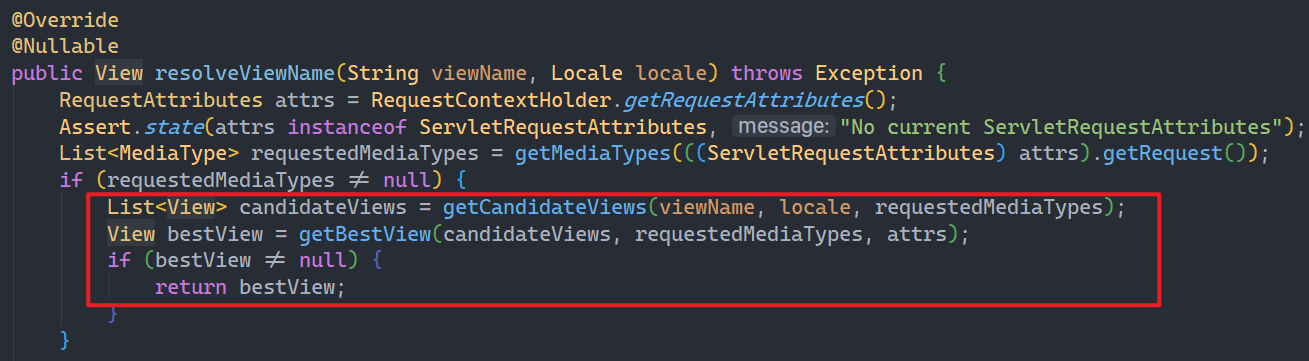 @Override
@Nullable
public View resolveViewName(String viewName, Locale locale) throws Exception {
    RequestAttributes attrs = RequestContextHolder.getRequestAttributes();
    Assert.state(attrs instanceof ServletRequestAttributes, message: "No current ServletRequestAttributes");
    List<MediaType> requestedMediaTypes = getMediaTypes(((ServletRequestAttributes) attrs).getRequest());
    if (requestedMediaTypes ≠ null) {
        List<View> candidateViews = getCandidateViews(viewName, locale, requestedMediaTypes);
        View bestView = getBestView(candidateViews, requestedMediaTypes, attrs);
        if (bestView ≠ null) {
            return bestView;
        }
    }